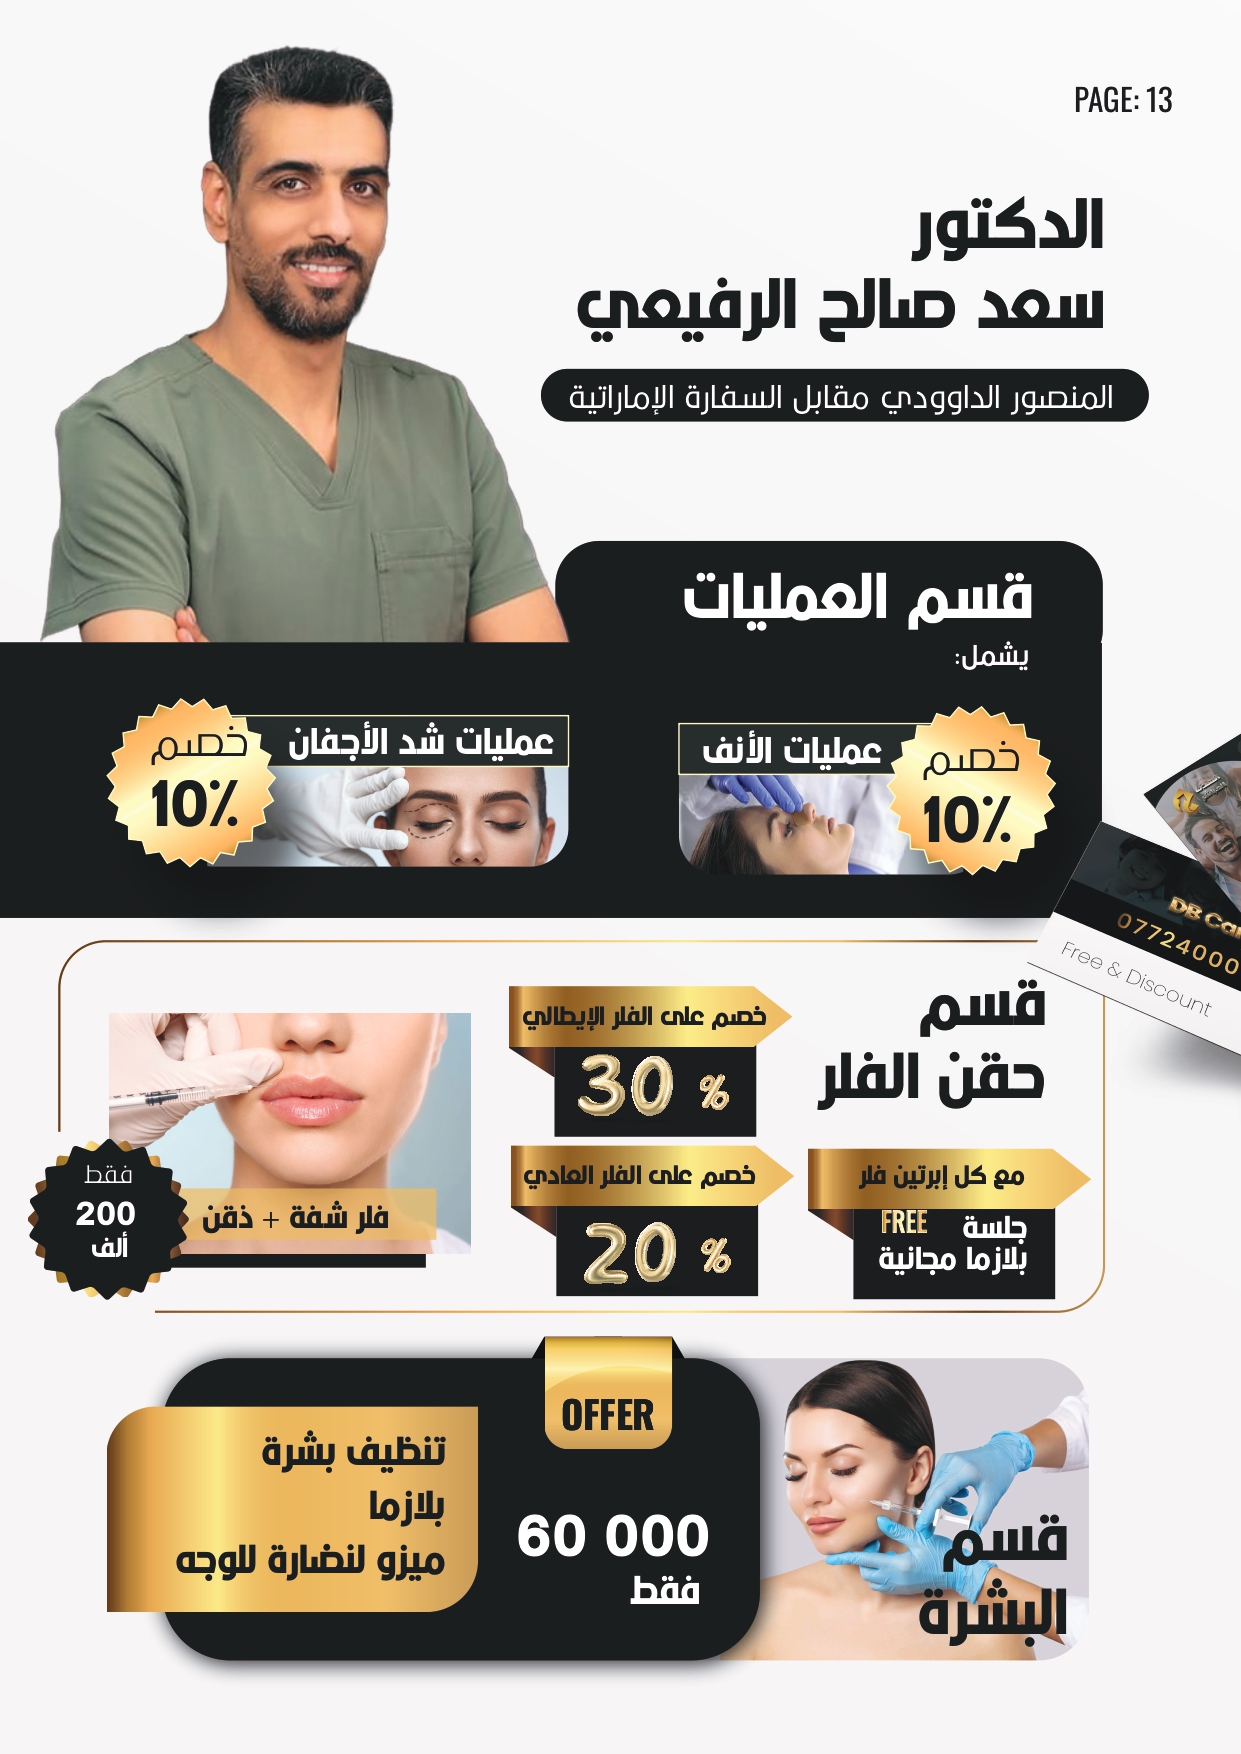 PAGE: 13
الدكتور
سعد صالح الرفيعي
المنصور الداوودي مقابل السفارة الإماراتية
قسم العمليات
يشمل:
عمليات الأنف
خصم
10٪
عمليات شد الأجفان
خصم
10٪
07724000
Free & Discount
قسم
حقن الفلر
خصم على الفلر الإيطالي
30 %
خصم على الفلر العادي
20 %
مع كل إبرتين فلر
جلسة FREE
بلازما مجانية
فلر شفة + ذقن
فقط
200
ألف
OFFER
قسم
البشرة
60 000
فقط
تنظيف بشرة
بلازما
ميزو لنضارة للوجه